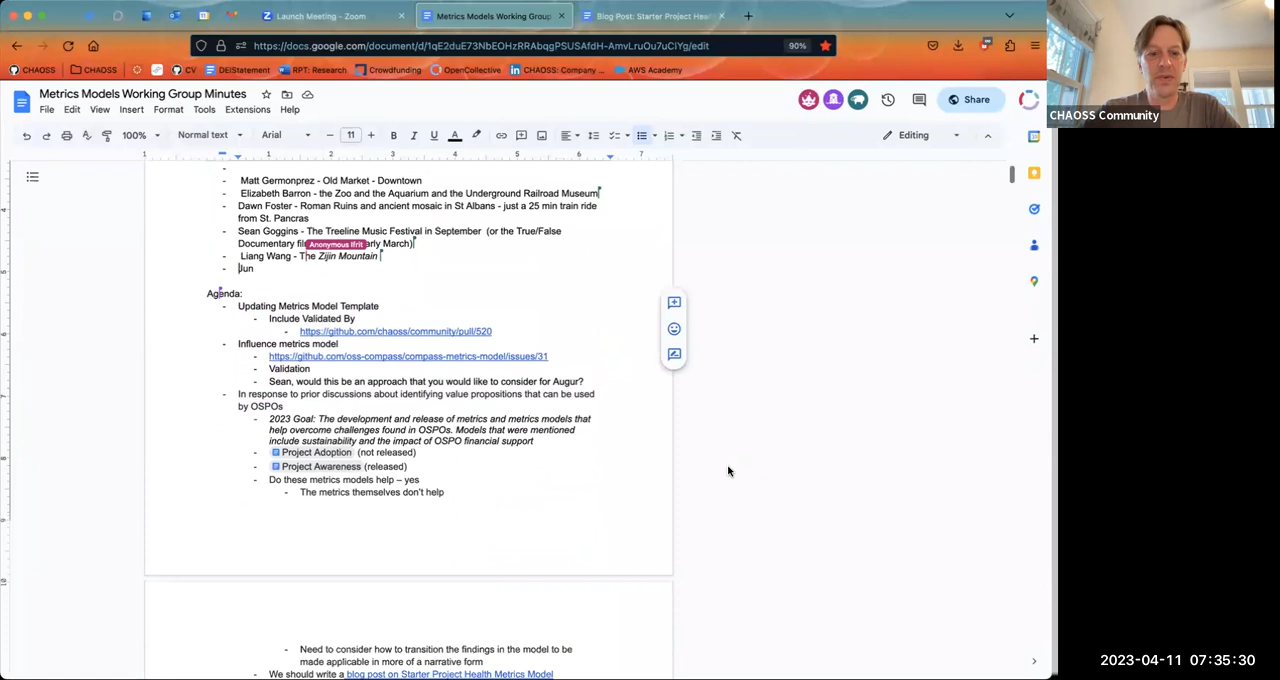 Launch Meeting - Zoom
Metrics Models Working Group
Blog Post: Starter Project Heal
https://docs.google.com/document/d/1qE2duE73NbEOHzRRAbqgPSUSAfdH-AmvLruOu7uCiYg/edit
90%
CHAOSS
CHAOSS
CV
DEIStatement
RPT: Research
Crowdfunding
OpenCollective
CHAOSS: Company ...
AWS Academy
Metrics Models Working Group Minutes
File Edit View Insert Format Tools Extensions Help
Share
100%
Normal text
Arial
11
Editing
1 1 2 3 4 5 6 7
-
- Matt Germonprez - Old Market - Downtown
- Elizabeth Barron - the Zoo and the Aquarium and the Underground Railroad Museum
- Dawn Foster - Roman Ruins and ancient mosaic in St Albans - just a 25 min train ride
from St. Pancras
- Sean Goggins - The Treeline Music Festival in September (or the True/False
Documentary erly March)
Anonymous Ifrit
- Liang Wang - The Zijin Mountain
- Jun
Agenda:
- Updating Metrics Model Template
- Include Validated By
- https://github.com/chaoss/community/pull/520
- Influence metrics model
- https://github.com/oss-compass/compass-metrics-model/issues/31
- Validation
- Sean, would this be an approach that you would like to consider for Augur?
- In response to prior discussions about identifying value propositions that can be used
by OSPOs
- 2023 Goal: The development and release of metrics and metrics models that
help overcome challenges found in OSPOs. Models that were mentioned
include sustainability and the impact of OSPO financial support
- Project Adoption (not released)
- Project Awareness (released)
- Do these metrics models help – yes
- The metrics themselves don't help
- Need to consider how to transition the findings in the model to be
made applicable in more of a narrative form
- We should write a blog post on Starter Project Health Metrics Model
CHAOSS Community
2023-04-11 07:35:30